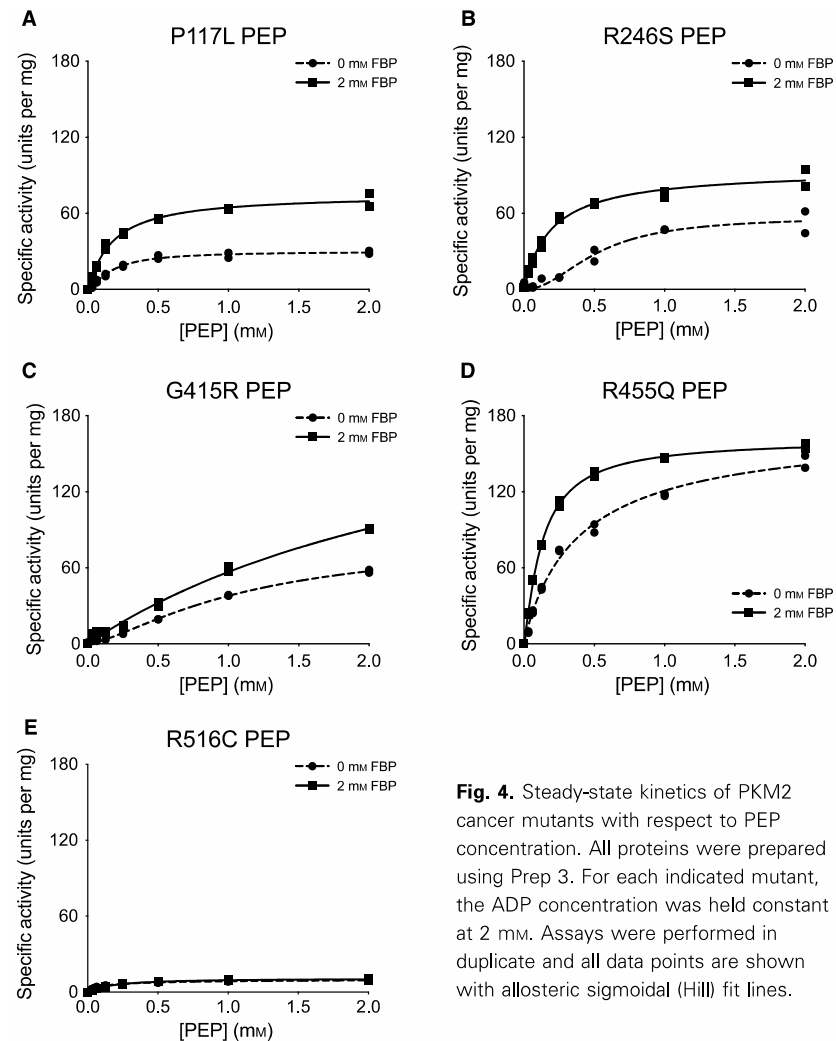 A
P117L PEP
Specific activity (units per mg)
180
120
60
0
0.0 0.5 1.0 1.5 2.0
[PEP] (mM)
0 mM FBP
2 mM FBP
B
R246S PEP
Specific activity (units per mg)
180
120
60
0
0.0 0.5 1.0 1.5 2.0
[PEP] (mM)
0 mM FBP
2 mM FBP
C
G415R PEP
Specific activity (units per mg)
180
120
60
0
0.0 0.5 1.0 1.5 2.0
[PEP] (mM)
0 mM FBP
2 mM FBP
D
R455Q PEP
Specific activity (units per mg)
180
120
60
0
0.0 0.5 1.0 1.5 2.0
[PEP] (mM)
0 mM FBP
2 mM FBP
E
R516C PEP
Specific activity (units per mg)
180
120
60
0
0.0 0.5 1.0 1.5 2.0
[PEP] (mM)
0 mM FBP
2 mM FBP
Fig. 4. Steady-state kinetics of PKM2
cancer mutants with respect to PEP
concentration. All proteins were prepared
using Prep 3. For each indicated mutant,
the ADP concentration was held constant
at 2 mM. Assays were performed in
duplicate and all data points are shown
with allosteric sigmoidal (Hill) fit lines.